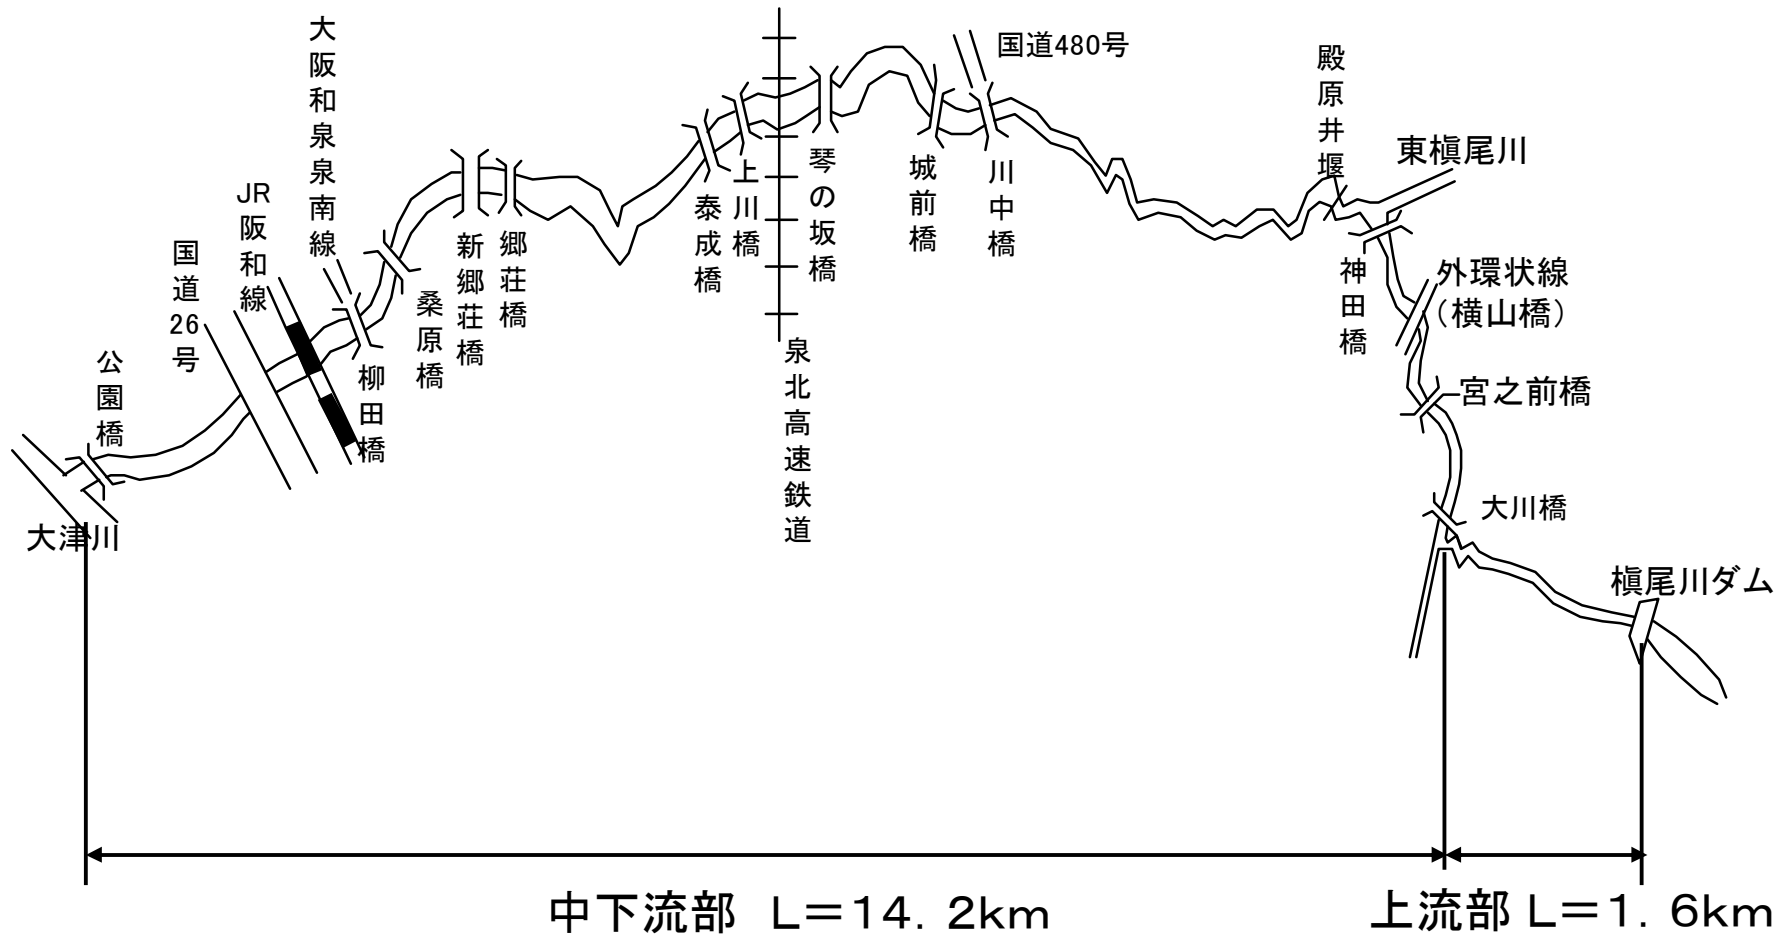 大津川
公園橋
国道26号
JR阪和線
大阪和泉泉南線
柳田橋
桑原橋
新郷荘橋
郷荘橋
泰成橋
上川橋
泉北高速鉄道
琴の坂橋
城前橋
国道480号
川中橋
殿原井堰
東槇尾川
神田橋
外環状線
（横山橋）
宮之前橋
大川橋
槇尾川ダム
中下流部 L＝14．2km
上流部 L＝1．6km